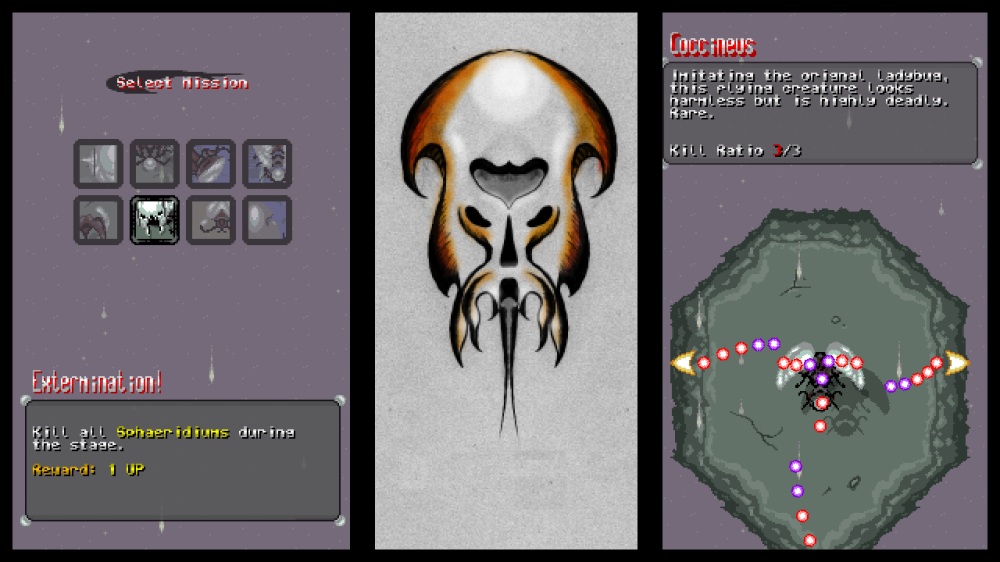 Select Mission
Extermination!
Kill all Sphaeridiums during
the stage.
Reward: 1 UP
Coccineus
Imitating the orignal ladybug,
this flying creature looks
harmless but is highly deadly.
Rare.
Kill Ratio 3/3